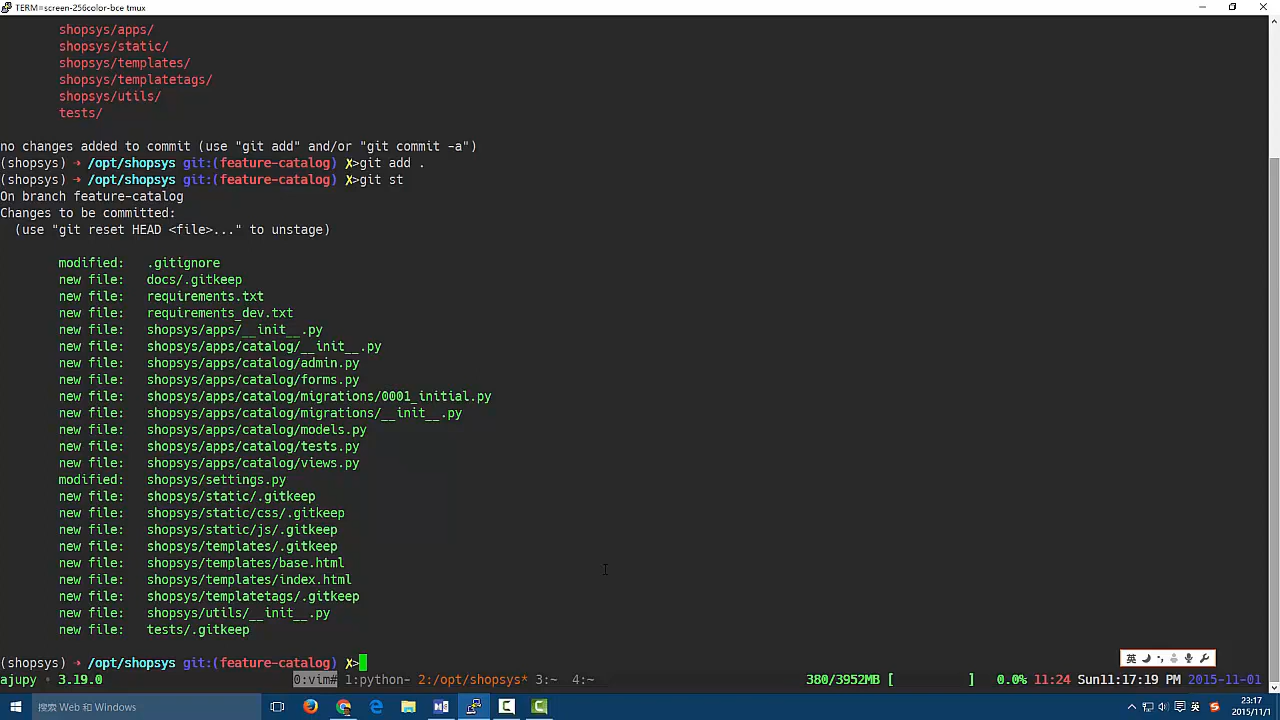 TERM=screen-256color-bce tmux
shopsys/apps/
shopsys/static/
shopsys/templates/
shopsys/templatetags/
shopsys/utils/
tests/
no changes added to commit (use "git add" and/or "git commit -a")
(shopsys) → /opt/shopsys git:(feature-catalog) X>git add .
(shopsys) → /opt/shopsys git:(feature-catalog) X>git st
On branch feature-catalog
Changes to be committed:
(use "git reset HEAD <file>..." to unstage)
modified: .gitignore
new file: docs/.gitkeep
new file: requirements.txt
new file: requirements_dev.txt
new file: shopsys/apps/__init__.py
new file: shopsys/apps/catalog/__init__.py
new file: shopsys/apps/catalog/admin.py
new file: shopsys/apps/catalog/forms.py
new file: shopsys/apps/catalog/migrations/0001_initial.py
new file: shopsys/apps/catalog/migrations/__init__.py
new file: shopsys/apps/catalog/models.py
new file: shopsys/apps/catalog/tests.py
new file: shopsys/apps/catalog/views.py
modified: shopsys/settings.py
new file: shopsys/static/.gitkeep
new file: shopsys/static/css/.gitkeep
new file: shopsys/static/js/.gitkeep
new file: shopsys/templates/.gitkeep
new file: shopsys/templates/base.html
new file: shopsys/templates/index.html
new file: shopsys/templatetags/.gitkeep
new file: shopsys/utils/__init__.py
new file: tests/.gitkeep
(shopsys) → /opt/shopsys git:(feature-catalog) X>
英
ajupy · 3.19.0 0:vim# 1:python- 2:/opt/shopsys* 3:~ 4:~ 380/3952MB [ ] 0.0% 11:24 Sun11:17:19 PM 2015-11-01
搜索 Web 和 Windows 英 23:17
2015/11/1